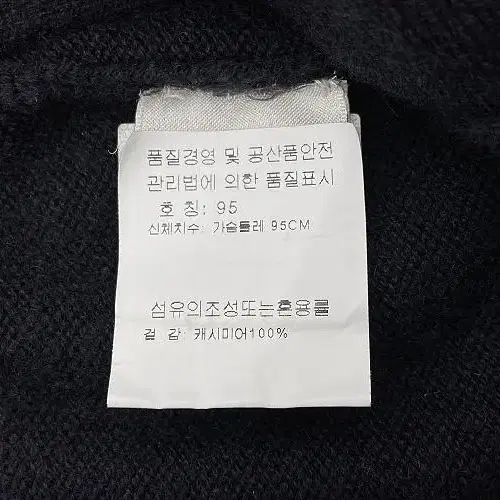 품질경영 및 공산품안전
관리법에 의한 품질표시
호 칭: 95
신체치수: 가슴둘레 95CM
섬유의조성또는혼용률
겉 감: 캐시미어100%